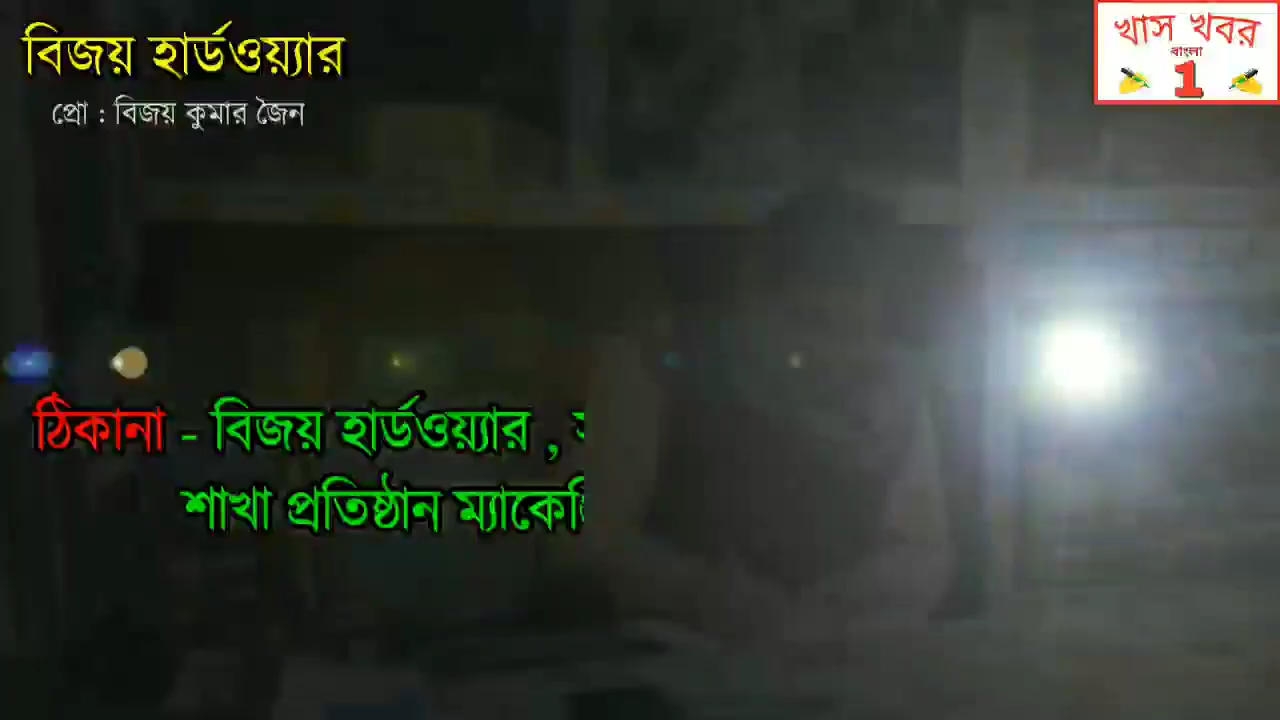 বিজয় হার্ডওয়্যার
প্রো : বিজয় কুমার জৈন
খাস খবর
বাংলা
1
ঠিকানা - বিজয় হার্ডওয়্যার ,
শাখা প্রতিষ্ঠান